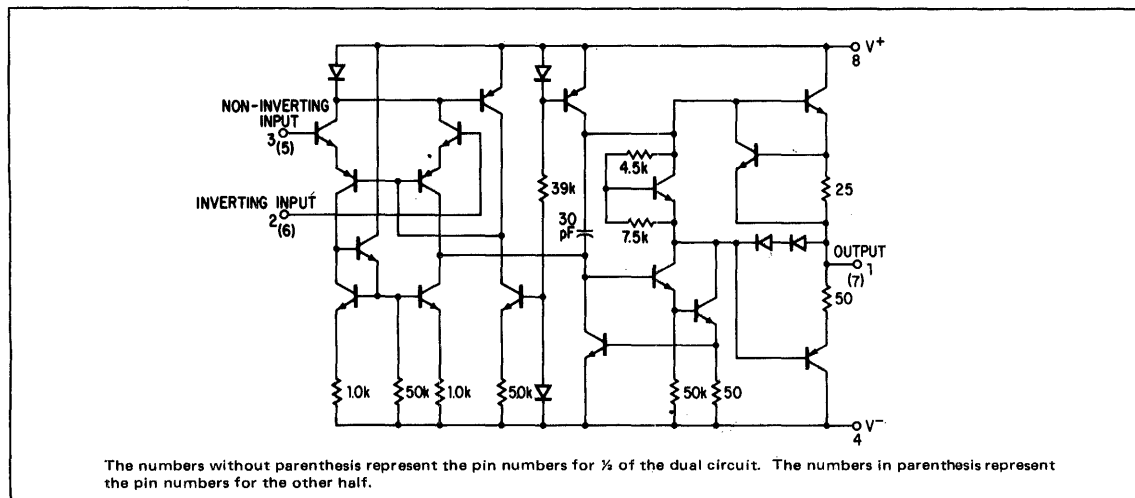 V+
8
NON-INVERTING
INPUT
3
(5)
4.5k
39k
25
INVERTING INPUT
2
(6)
30
pF
7.5k
OUTPUT
1
(7)
50
1.0k
50k
1.0k
5.0k
50k
50
V−
4
The numbers without parenthesis represent the pin numbers for ½ of the dual circuit. The numbers in parenthesis represent
the pin numbers for the other half.